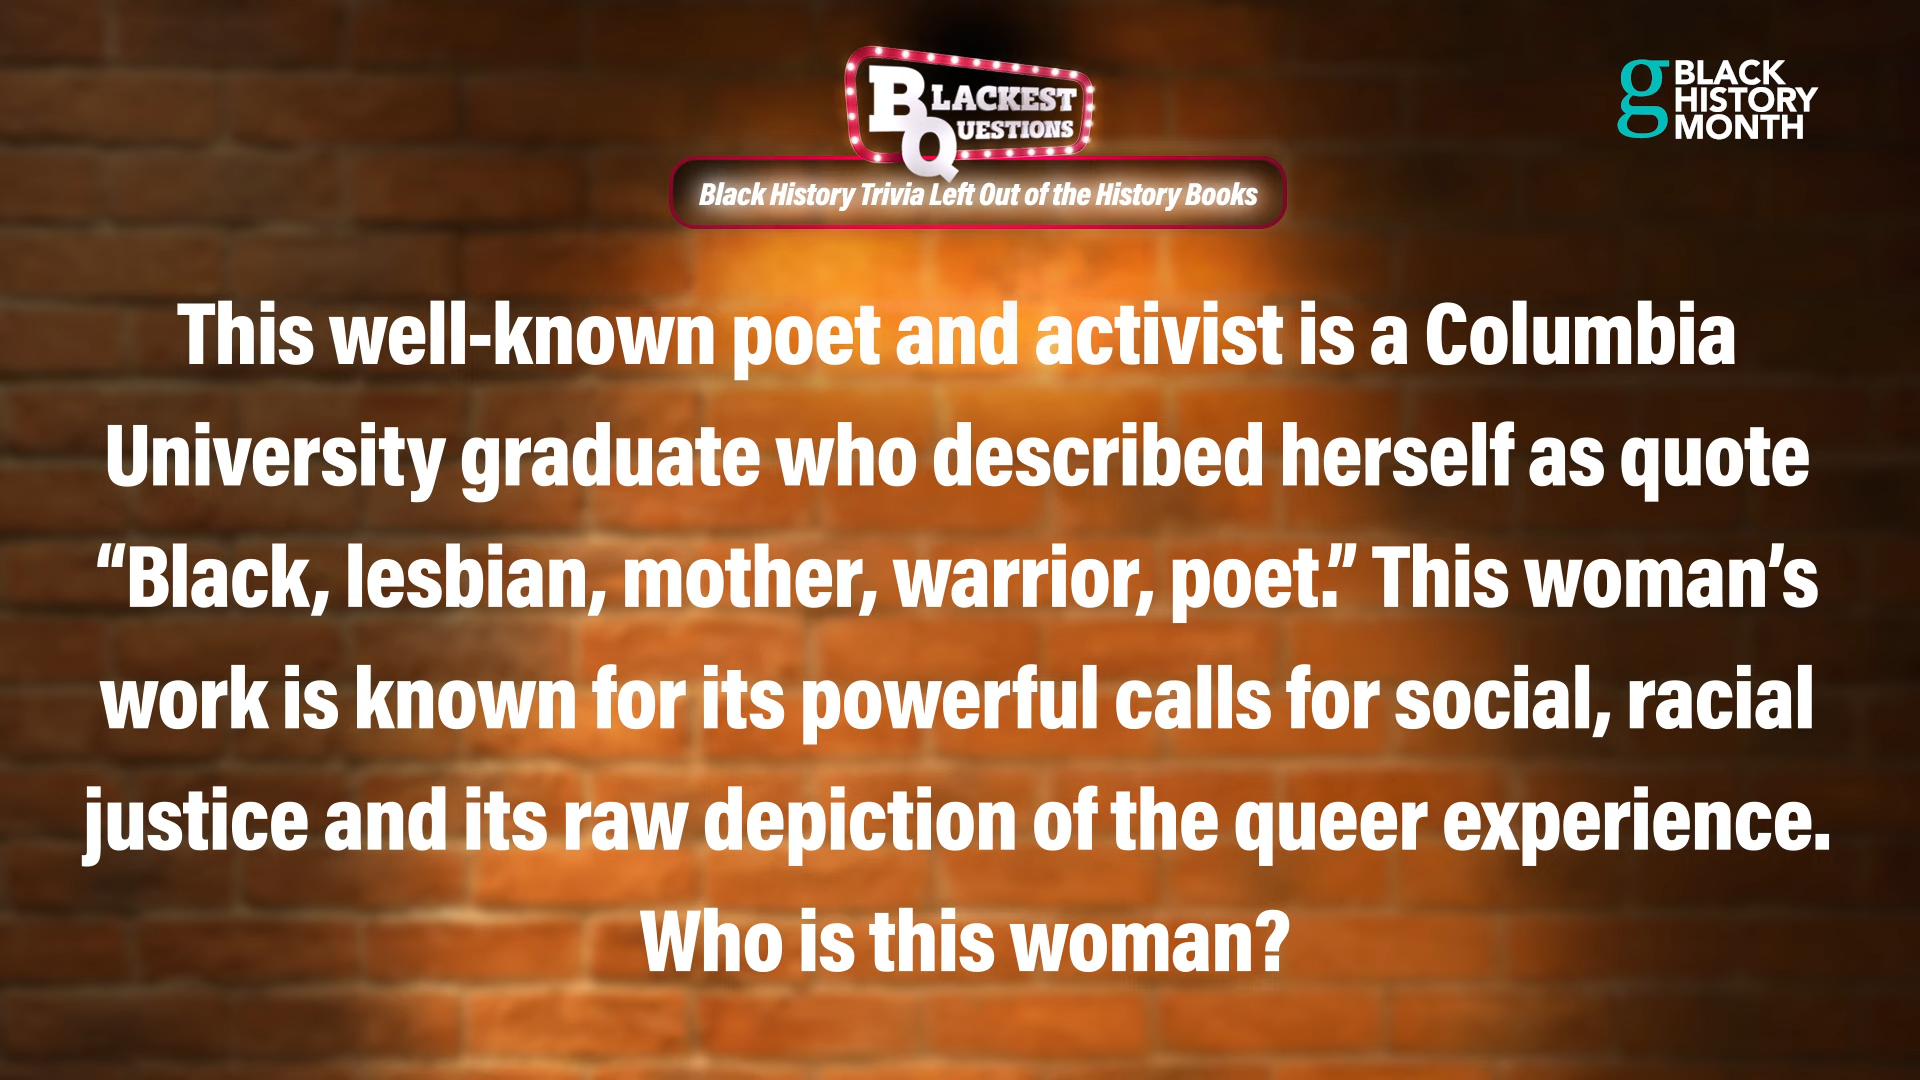 BLACKEST
QUESTIONS
Black History Trivia Left Out of the History Books
g BLACK
HISTORY
MONTH
This well-known poet and activist is a Columbia
University graduate who described herself as quote
“Black, lesbian, mother, warrior, poet.” This woman’s
work is known for its powerful calls for social, racial
justice and its raw depiction of the queer experience.
Who is this woman?